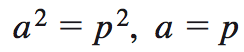 a² = p², a = p